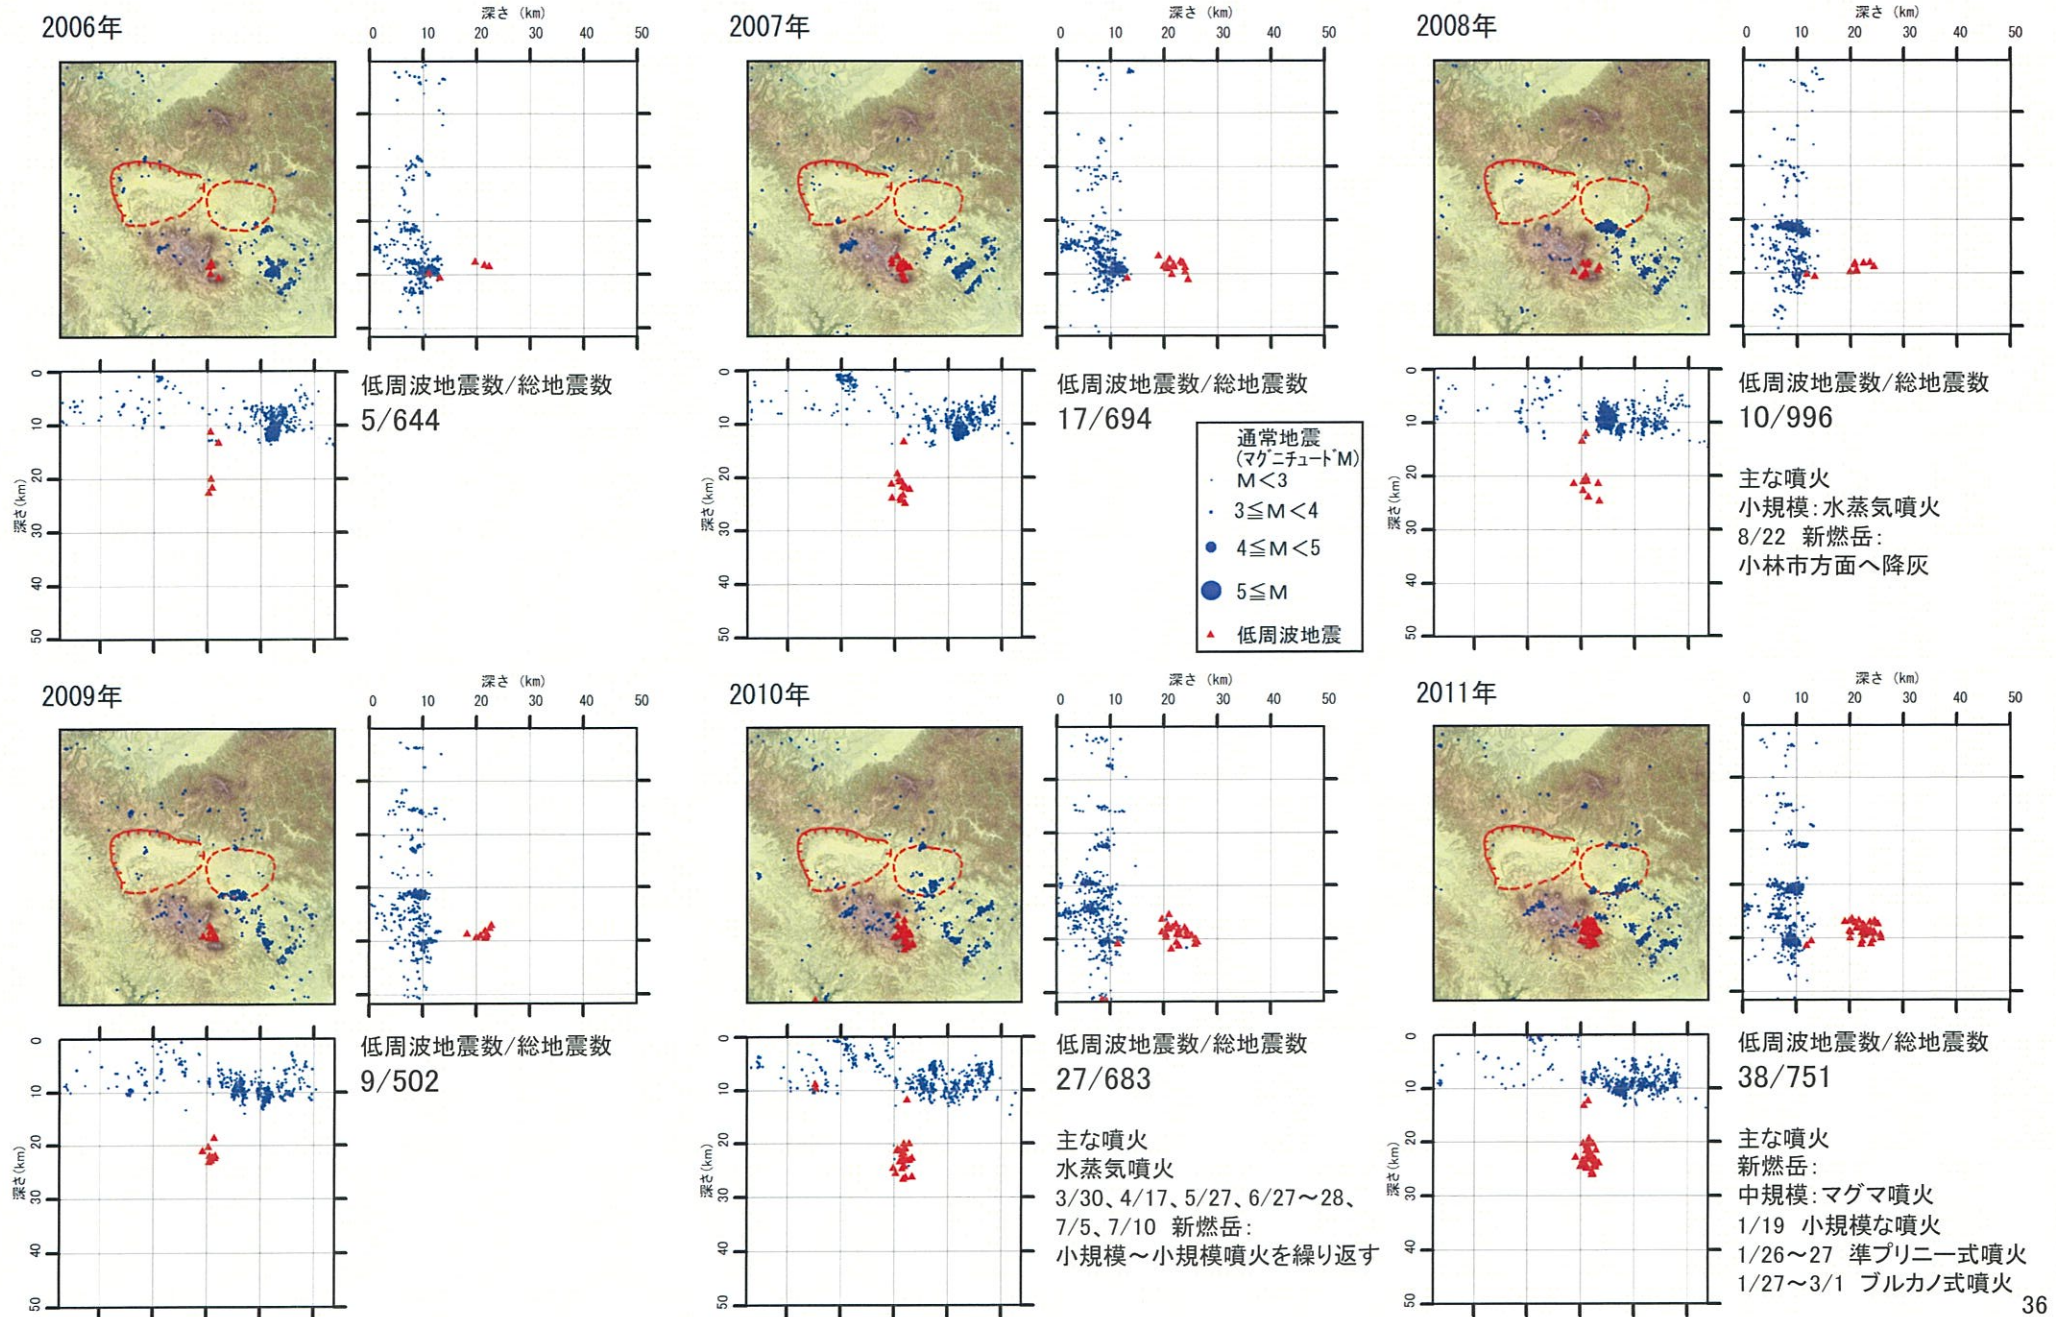 2006年
深さ (km)
0 10 20 30 40 50
0
10
20
30
40
50
深さ(km)
低周波地震数/総地震数
5/644
2007年
深さ (km)
0 10 20 30 40 50
0
10
20
30
40
50
深さ(km)
低周波地震数/総地震数
17/694
通常地震
(マグニチュードM)
M<3
3≦M<4
4≦M<5
5≦M
低周波地震
2008年
深さ (km)
0 10 20 30 40 50
0
10
20
30
40
50
深さ(km)
低周波地震数/総地震数
10/996
主な噴火
小規模:水蒸気噴火
8/22 新燃岳:
小林市方面へ降灰
2009年
深さ (km)
0 10 20 30 40 50
0
10
20
30
40
50
深さ(km)
低周波地震数/総地震数
9/502
2010年
深さ (km)
0 10 20 30 40 50
0
10
20
30
40
50
深さ(km)
低周波地震数/総地震数
27/683
主な噴火
水蒸気噴火
3/30、4/17、5/27、6/27~28、
7/5、7/10 新燃岳:
小規模~小規模噴火を繰り返す
2011年
深さ (km)
0 10 20 30 40 50
0
10
20
30
40
50
深さ(km)
低周波地震数/総地震数
38/751
主な噴火
新燃岳:
中規模:マグマ噴火
1/19 小規模な噴火
1/26~27 準プリニー式噴火
1/27~3/1 ブルカノ式噴火
36